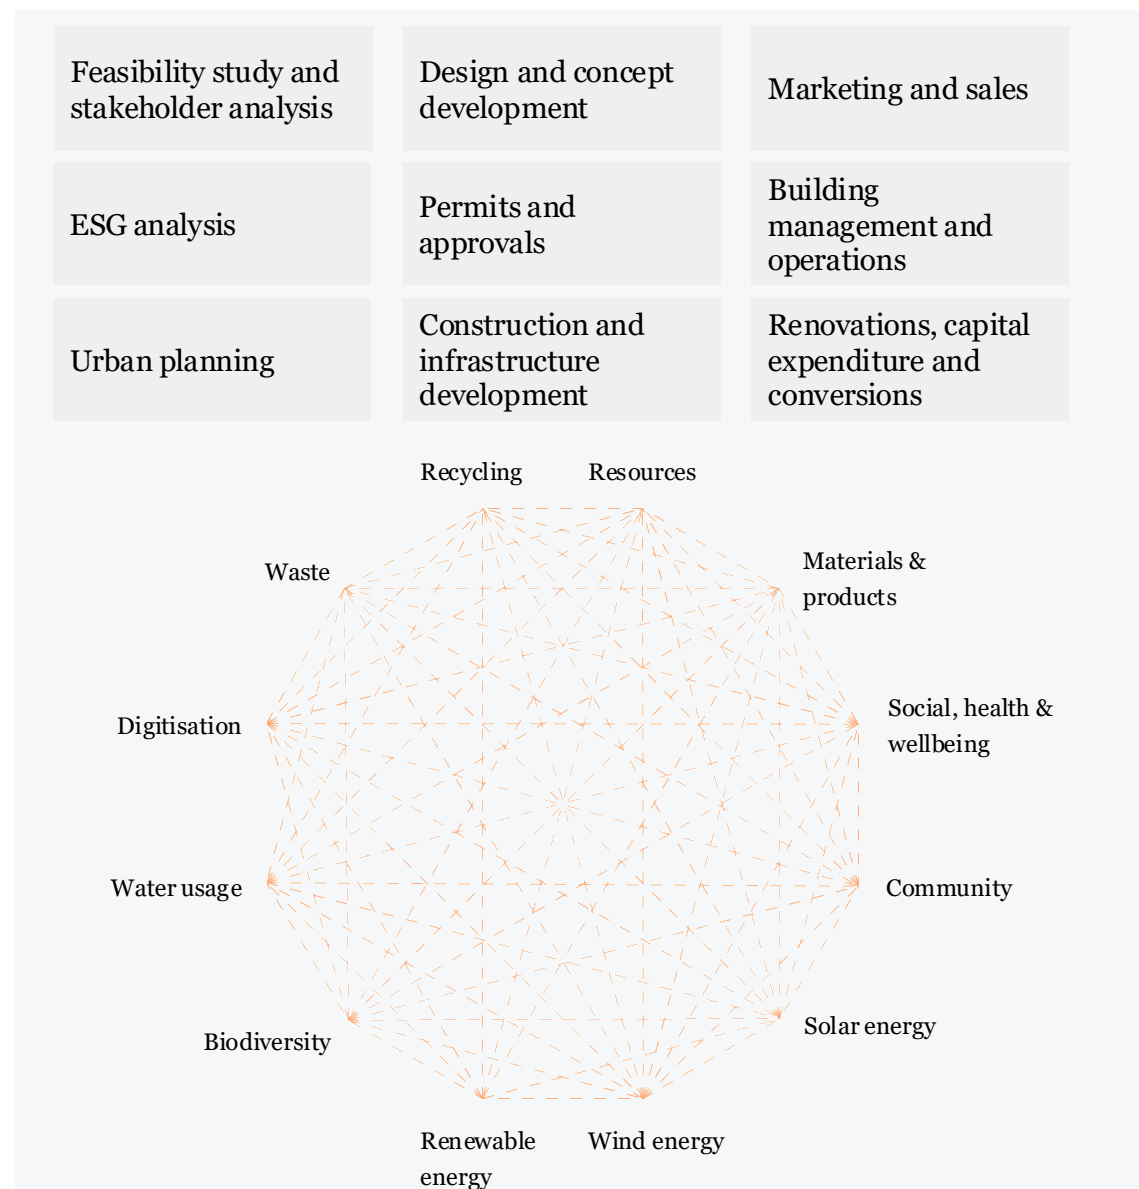 Feasibility study and
stakeholder analysis
Design and concept
development
Marketing and sales
ESG analysis
Permits and
approvals
Building
management and
operations
Urban planning
Construction and
infrastructure
development
Renovations, capital
expenditure and
conversions
Recycling
Resources
Waste
Materials &
products
Digitisation
Social, health &
wellbeing
Water usage
Community
Biodiversity
Solar energy
Renewable
energy
Wind energy